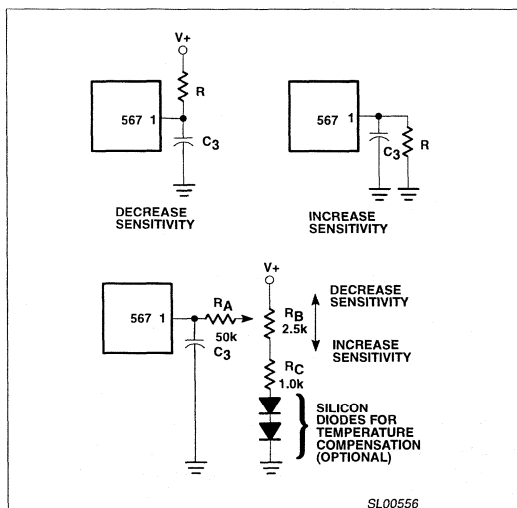 V+
R
567 1
C3
DECREASE
SENSITIVITY
567 1
C3
R
INCREASE
SENSITIVITY
V+
567 1
RA
50k
C3
RB
2.5k
DECREASE
SENSITIVITY
INCREASE
SENSITIVITY
RC
1.0k
SILICON
DIODES FOR
TEMPERATURE
COMPENSATION
(OPTIONAL)
SL00556